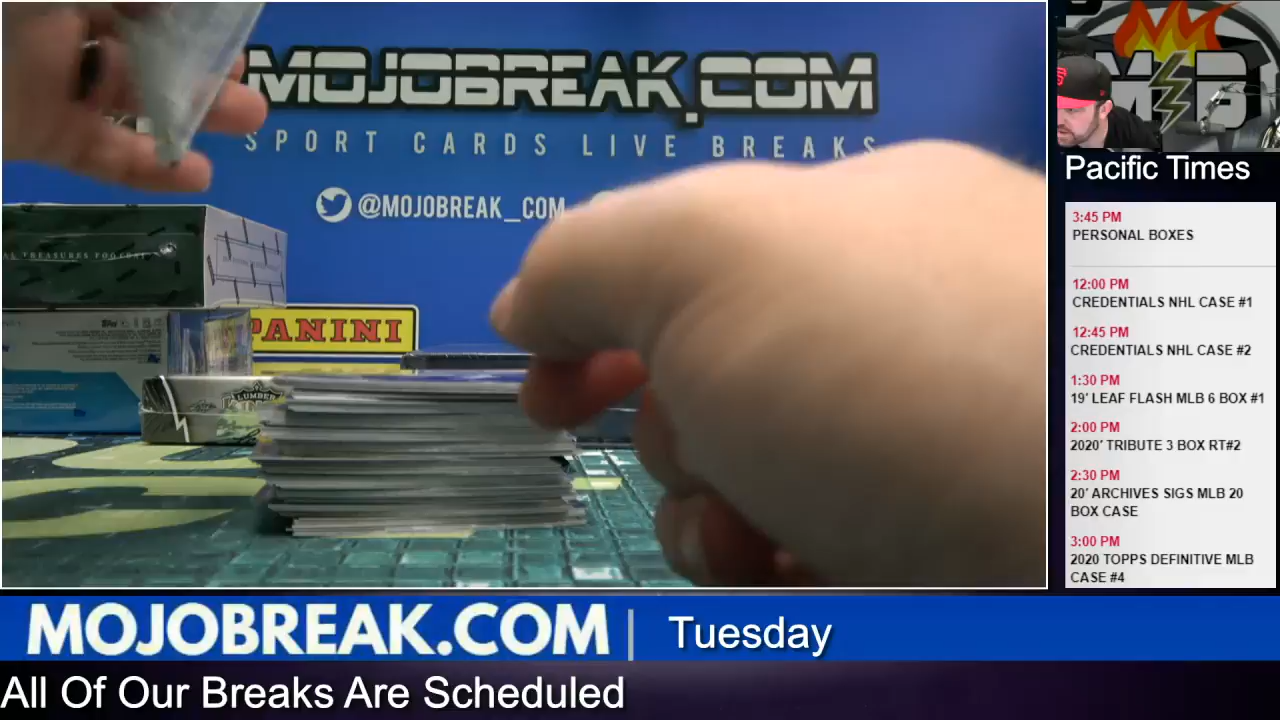 MOJOBREAK.COM
SPORT CARDS LIVE BREAKS
@MOJOBREAK_COM
TREASURES FOOTBALL
PANINI
LUMBER
MB
Pacific Times
3:45 PM
PERSONAL BOXES
12:00 PM
CREDENTIALS NHL CASE #1
12:45 PM
CREDENTIALS NHL CASE #2
1:30 PM
19' LEAF FLASH MLB 6 BOX #1
2:00 PM
2020' TRIBUTE 3 BOX RT#2
2:30 PM
20' ARCHIVES SIGS MLB 20
BOX CASE
3:00 PM
2020 TOPPS DEFINITIVE MLB
CASE #4
MOJOBREAK.COM | Tuesday
All Of Our Breaks Are Scheduled